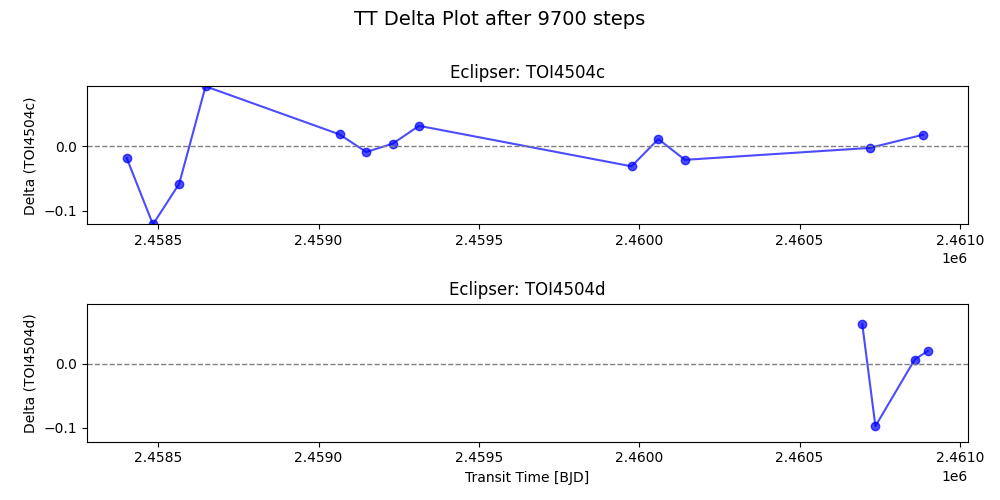 TT Delta Plot after 9700 steps
Eclipser: TOI4504c
Delta (TOI4504c)
0.0
−0.1
2.4585 2.4590 2.4595 2.4600 2.4605 2.4610
1e6
Eclipser: TOI4504d
Delta (TOI4504d)
0.0
−0.1
2.4585 2.4590 2.4595 2.4600 2.4605 2.4610
Transit Time [BJD]
1e6